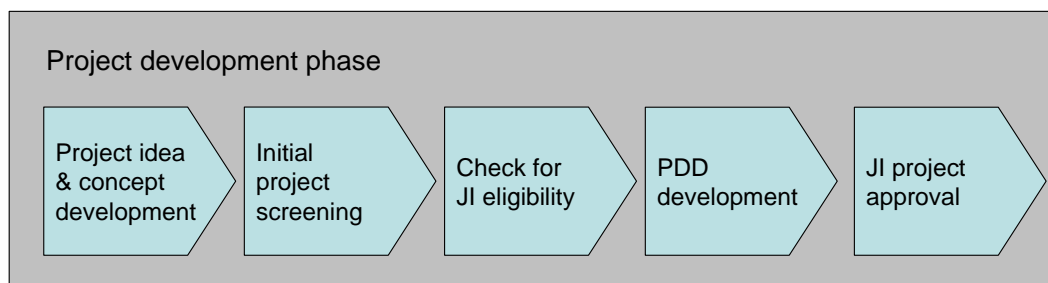 Project development phase
Project idea
& concept
development
Initial
project
screening
Check for
JI eligibility
PDD
development
JI project
approval